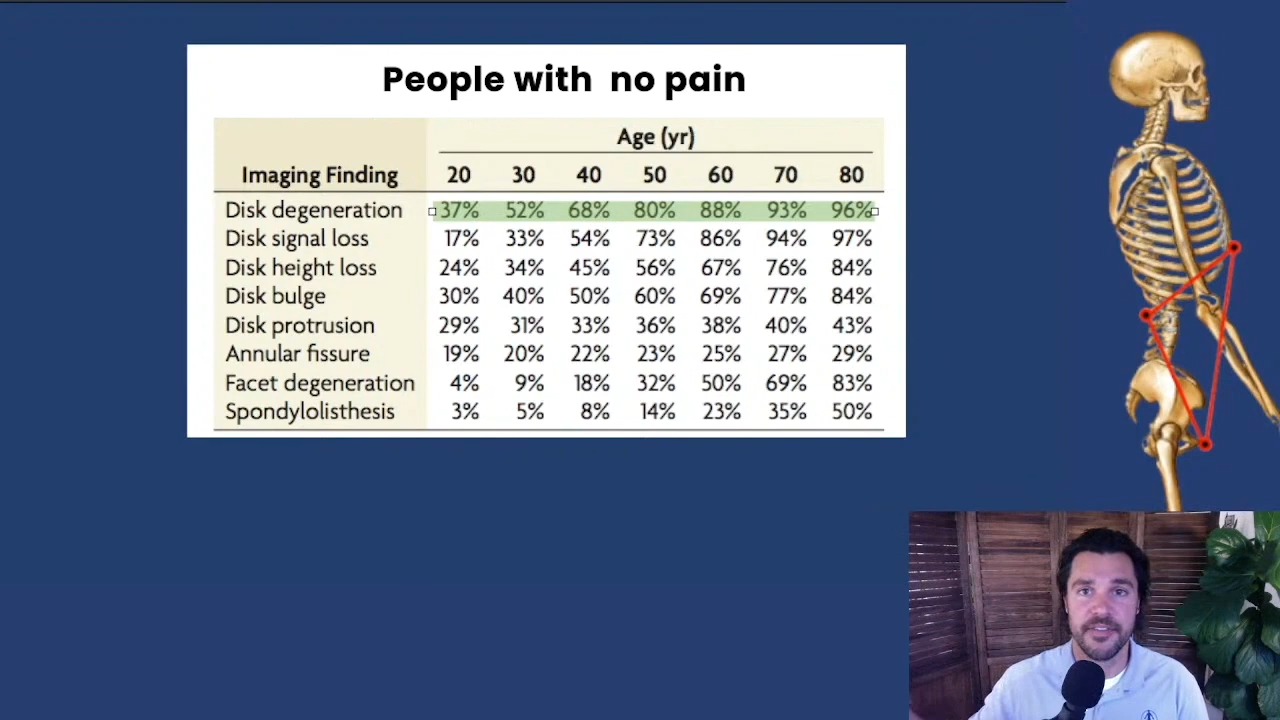 People with no pain
Age (yr)
Imaging Finding 20 30 40 50 60 70 80
Disk degeneration 37% 52% 68% 80% 88% 93% 96%
Disk signal loss 17% 33% 54% 73% 86% 94% 97%
Disk height loss 24% 34% 45% 56% 67% 76% 84%
Disk bulge 30% 40% 50% 60% 69% 77% 84%
Disk protrusion 29% 31% 33% 36% 38% 40% 43%
Annular fissure 19% 20% 22% 23% 25% 27% 29%
Facet degeneration 4% 9% 18% 32% 50% 69% 83%
Spondylolisthesis 3% 5% 8% 14% 23% 35% 50%